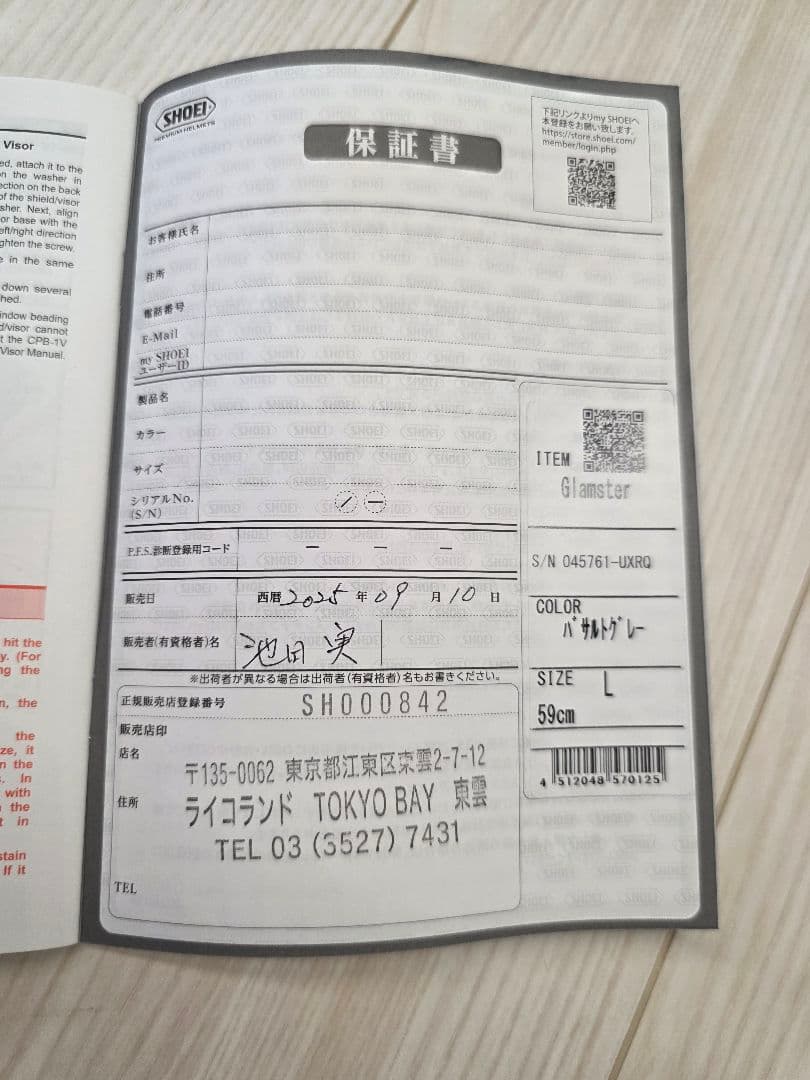 Visor
ed, attach it to the
on the washer in
ection on the back
of the shield/visor
sher. Next, align
or base with the
eft/right direction
ghten the screw.
e in the same
down several
hed.
indow beading
d/visor cannot
t the CPB-1V
Visor Manual.
hit the
y. (For
ng the
n, the
the
ze, it
n the
s. In
with
the
t in
stain
If it
SHOEI
PREMIUM HELMETS
保証書
下記リンクよりmy SHOEIへ
本登録をお願い致します。
https://store.shoei.com/
member/login.php
お客様氏名
住所
電話番号
E-Mail
my SHOEI
ユーザーID
製品名
カラー
サイズ
シリアルNo.
(S/N)
P.F.S.診断登録用コード
販売日 西暦 2025 年 09 月 10 日
販売者(有資格者)名 池田 実
※出荷者が異なる場合は出荷者(有資格者)名もお書きください。
正規販売店登録番号 SH000842
販売店印
店名
〒135-0062 東京都江東区東雲2-7-12
住所
ライコランド TOKYO BAY 東雲
TEL 03 (3527) 7431
TEL
ITEM
Glamster
S/N 045761-UXRQ
COLOR
バサルトグレー
SIZE L
59cm
4 512048 570125